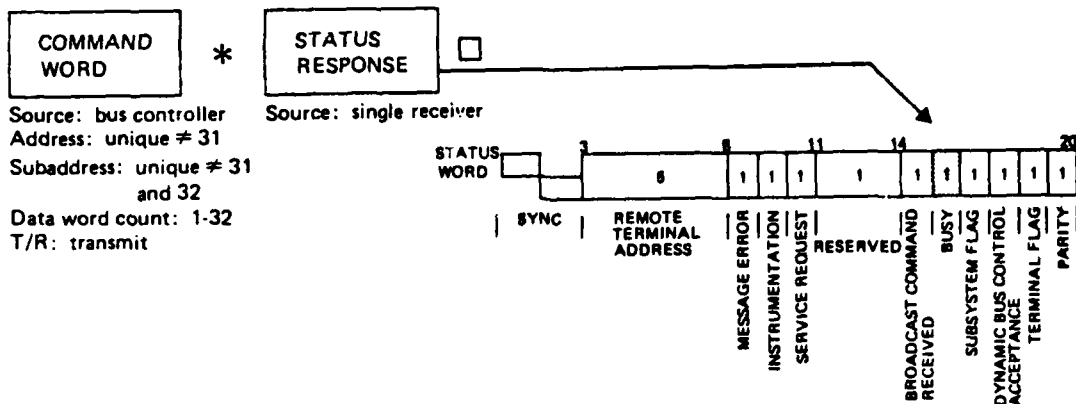 COMMAND
WORD
*
STATUS
RESPONSE
Source: bus controller
Address: unique ≠ 31
Subaddress: unique ≠ 31
and 32
Data word count: 1-32
T/R: transmit
Source: single receiver
STATUS
WORD
3
11
14
20
5
1
1
1
1
1
1
1
1
1
1
SYNC
REMOTE
TERMINAL
ADDRESS
MESSAGE ERROR
INSTRUMENTATION
SERVICE REQUEST
RESERVED
BROADCAST COMMAND
RECEIVED
BUSY
SUBSYSTEM FLAG
DYNAMIC BUS CONTROL
ACCEPTANCE
TERMINAL FLAG
PARITY